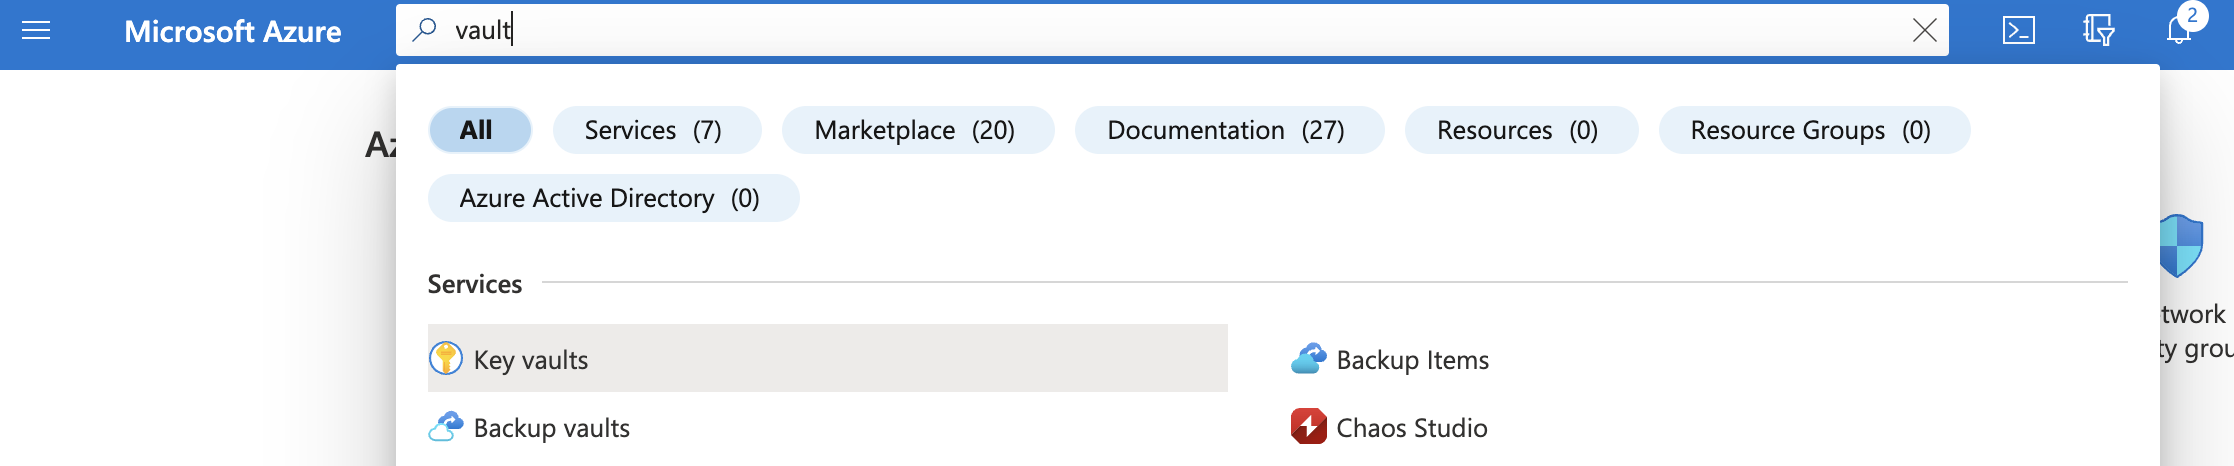 Microsoft Azure
vault
2
All
Services (7)
Marketplace (20)
Documentation (27)
Resources (0)
Resource Groups (0)
Azure Active Directory (0)
Az
Services
Key vaults
Backup Items
Backup vaults
Chaos Studio
twork
ty grou